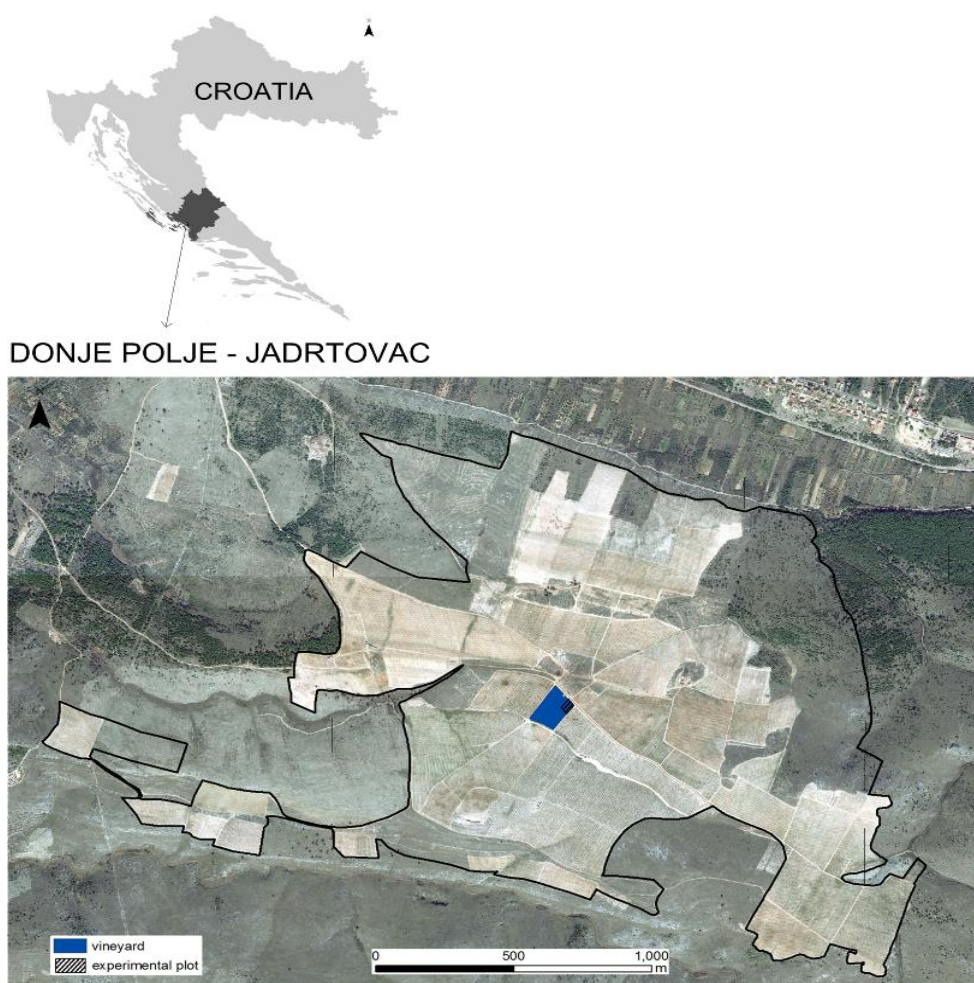 CROATIA
DONJE POLJE - JADRTOVAC
vineyard
experimental plot
0 500 1,000
m